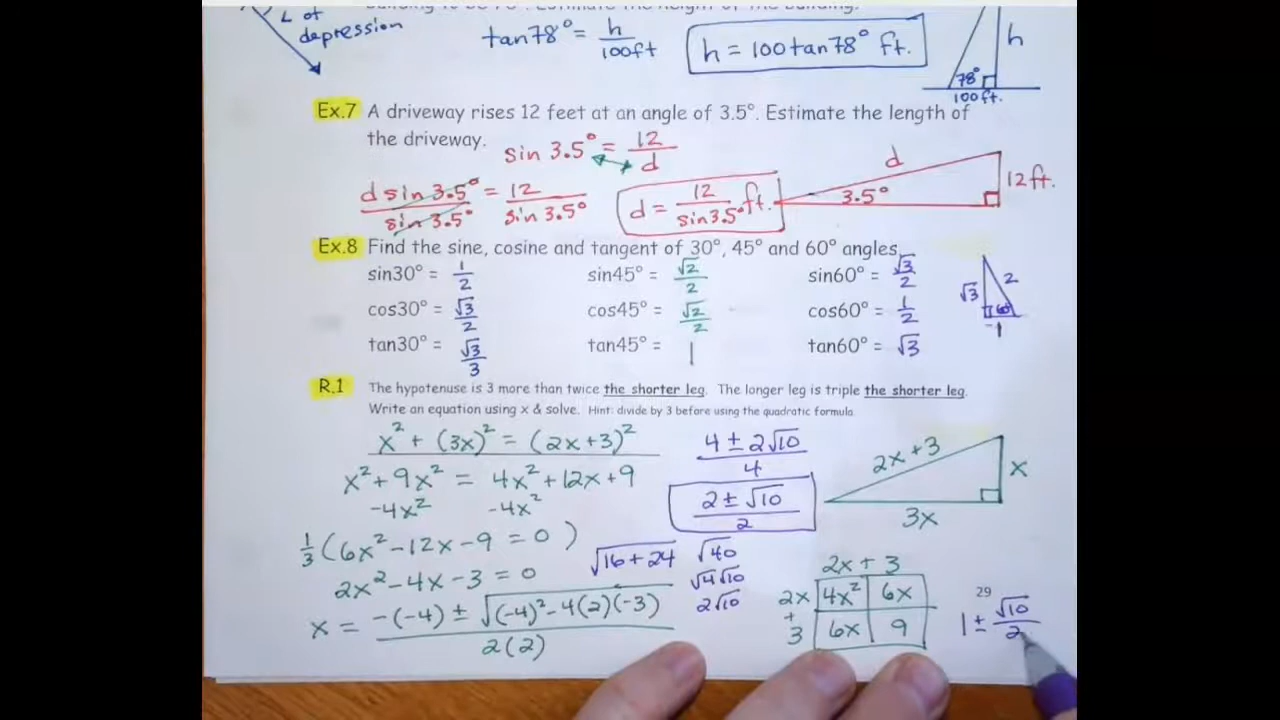 ∠ of
depression
tan78° = h/100ft
h = 100tan78° ft.
h
78°
100ft.
Ex.7 A driveway rises 12 feet at an angle of 3.5°. Estimate the length of
the driveway.
sin 3.5° = 12/d
d sin 3.5°/sin 3.5° = 12/sin 3.5°
d = 12/sin3.5° ft.
d
3.5°
12ft.
Ex.8 Find the sine, cosine and tangent of 30°, 45° and 60° angles.
sin30° = 1/2 sin45° = √2/2 sin60° = √3/2
cos30° = √3/2 cos45° = √2/2 cos60° = 1/2
tan30° = √3/3 tan45° = 1 tan60° = √3
√3 2
60°
1
R.1 The hypotenuse is 3 more than twice the shorter leg. The longer leg is triple the shorter leg.
Write an equation using x & solve. Hint: divide by 3 before using the quadratic formula.
x² + (3x)² = (2x+3)²
x² + 9x² = 4x² + 12x + 9
-4x² -4x²
1/3 (6x² - 12x - 9 = 0)
2x² - 4x - 3 = 0
x = -(-4) ± √(-4)² - 4(2)(-3) / 2(2)
√16 + 24
4 ± 2√10 / 4
2 ± √10 / 2
√40
√4 √10
2√10
2x + 3
x
3x
2x + 3
2x 4x² 6x
+
3 6x 9
29
1 ± √10/2